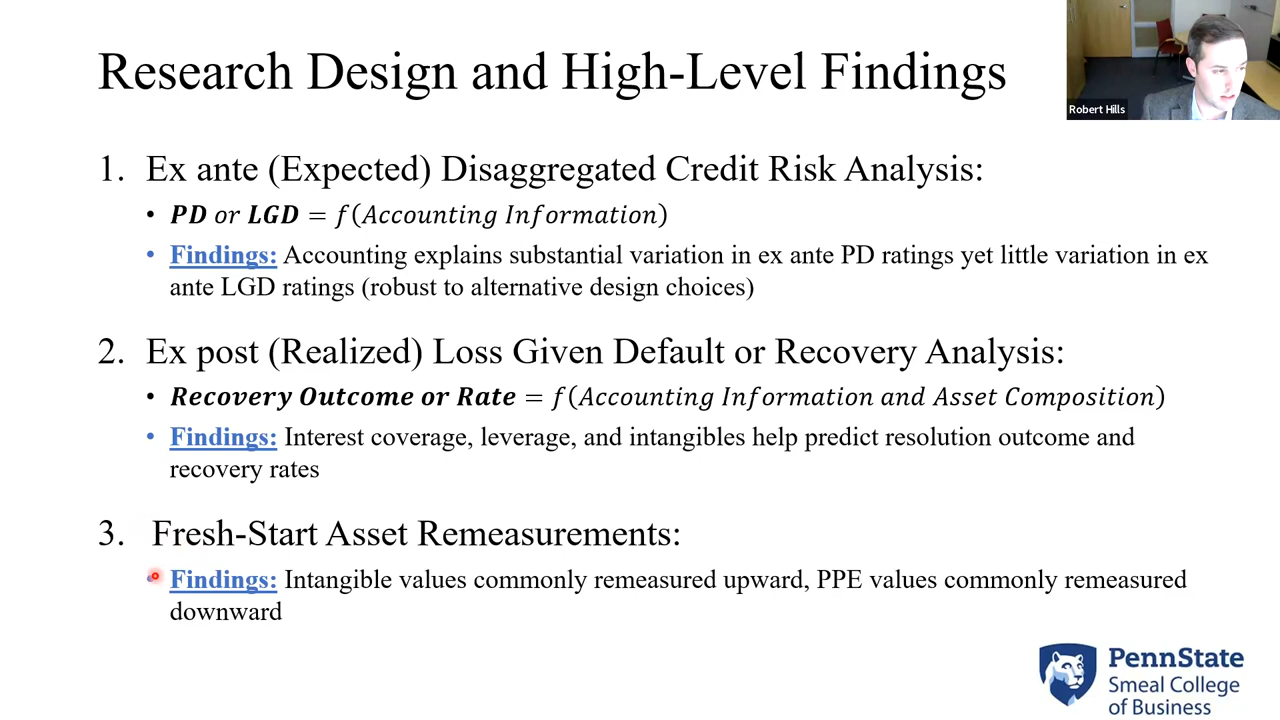 Research Design and High-Level Findings
Robert Hills
1. Ex ante (Expected) Disaggregated Credit Risk Analysis:
• PD or LGD = f(Accounting Information)
• Findings: Accounting explains substantial variation in ex ante PD ratings yet little variation in ex
ante LGD ratings (robust to alternative design choices)
2. Ex post (Realized) Loss Given Default or Recovery Analysis:
• Recovery Outcome or Rate = f(Accounting Information and Asset Composition)
• Findings: Interest coverage, leverage, and intangibles help predict resolution outcome and
recovery rates
3. Fresh-Start Asset Remeasurements:
• Findings: Intangible values commonly remeasured upward, PPE values commonly remeasured
downward
PennState
Smeal College
of Business